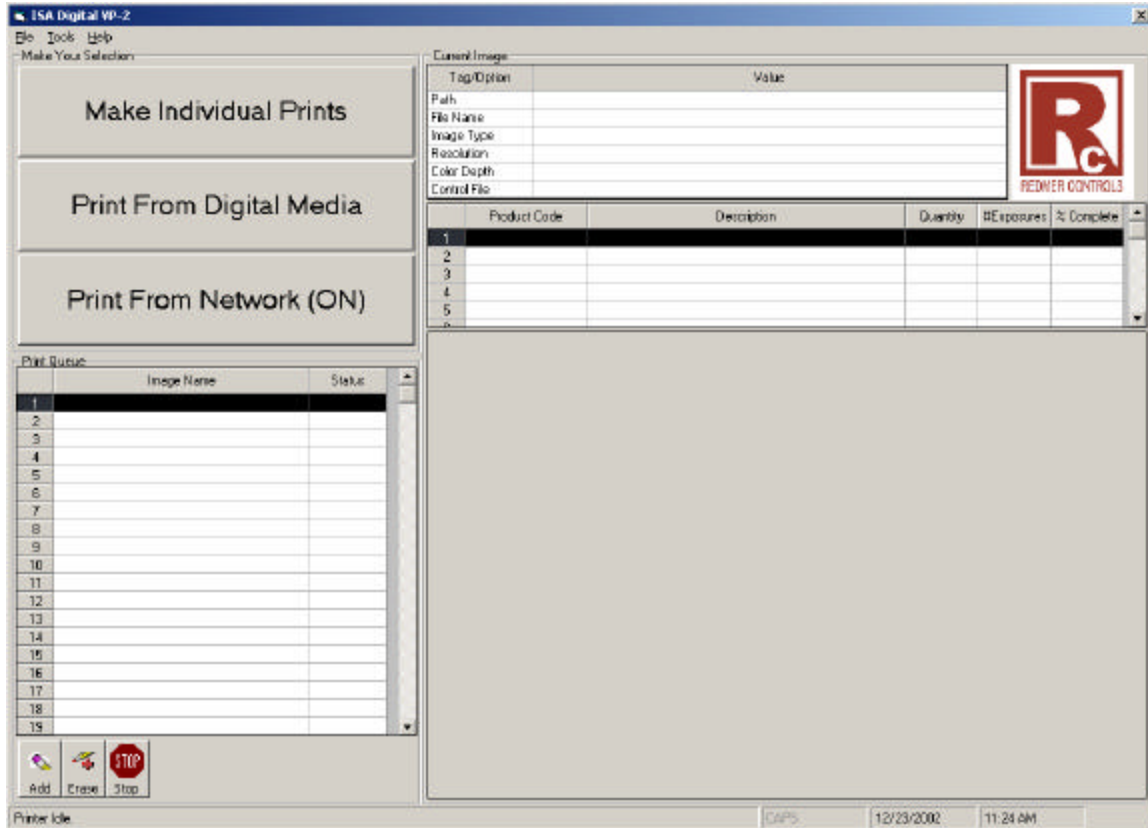 ISA Digital VP-2
File Tools Help
Make Your Selection
Make Individual Prints
Print From Digital Media
Print From Network (ON)
Print Queue
Image Name Status
1
2
3
4
5
6
7
8
9
10
11
12
13
14
15
16
17
18
19
Add Erase STOP Stop
Current Image
Tag/Option Value
Path
File Name
Image Type
Resolution
Color Depth
Control File
Rc
REDMER CONTROLS
Product Code Description Quantity #Exposures % Complete
1
2
3
4
5
Printer Idle. CAPS 12/23/2002 11:24 AM